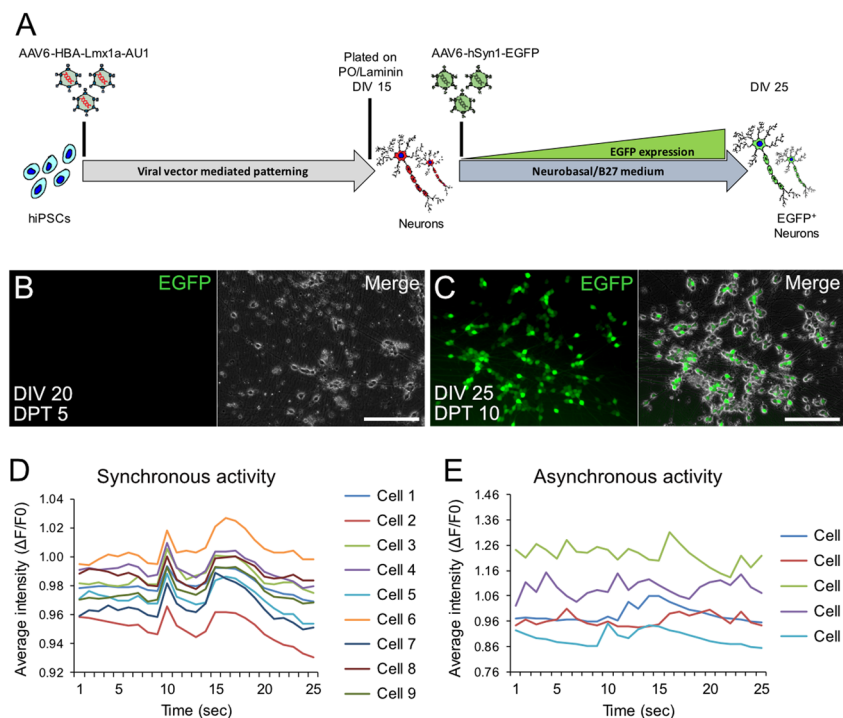 A
AAV6-HBA-Lmx1a-AU1
Plated on
PO/Laminin
DIV 15
AAV6-hSyn1-EGFP
DIV 25
Viral vector mediated patterning
EGFP expression
Neurobasal/B27 medium
hiPSCs
Neurons
EGFP+
Neurons
B
EGFP
Merge
DIV 20
DPT 5
C
EGFP
Merge
DIV 25
DPT 10
D
Synchronous activity
Average intensity (ΔF/F0)
1.04
1.02
1.00
0.98
0.96
0.94
0.92
1 5 10 15 20 25
Time (sec)
Cell 1
Cell 2
Cell 3
Cell 4
Cell 5
Cell 6
Cell 7
Cell 8
Cell 9
E
Asynchronous activity
Average intensity (ΔF/F0)
1.46
1.36
1.26
1.16
1.06
0.96
0.86
0.76
1 5 10 15 20 25
Time (sec)
Cell
Cell
Cell
Cell
Cell